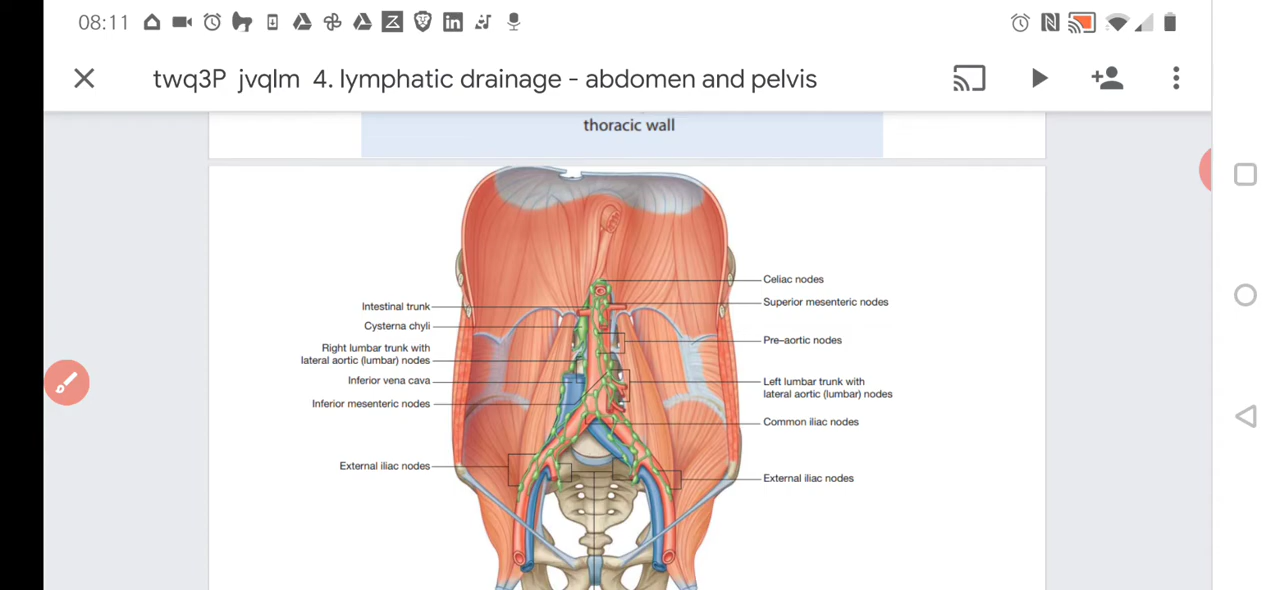 08:11
twq3P jvqlm 4. lymphatic drainage - abdomen and pelvis
thoracic wall
Celiac nodes
Intestinal trunk
Superior mesenteric nodes
Cysterna chyli
Pre–aortic nodes
Right lumbar trunk with
lateral aortic (lumbar) nodes
Inferior vena cava
Left lumbar trunk with
lateral aortic (lumbar) nodes
Inferior mesenteric nodes
Common iliac nodes
External iliac nodes
External iliac nodes